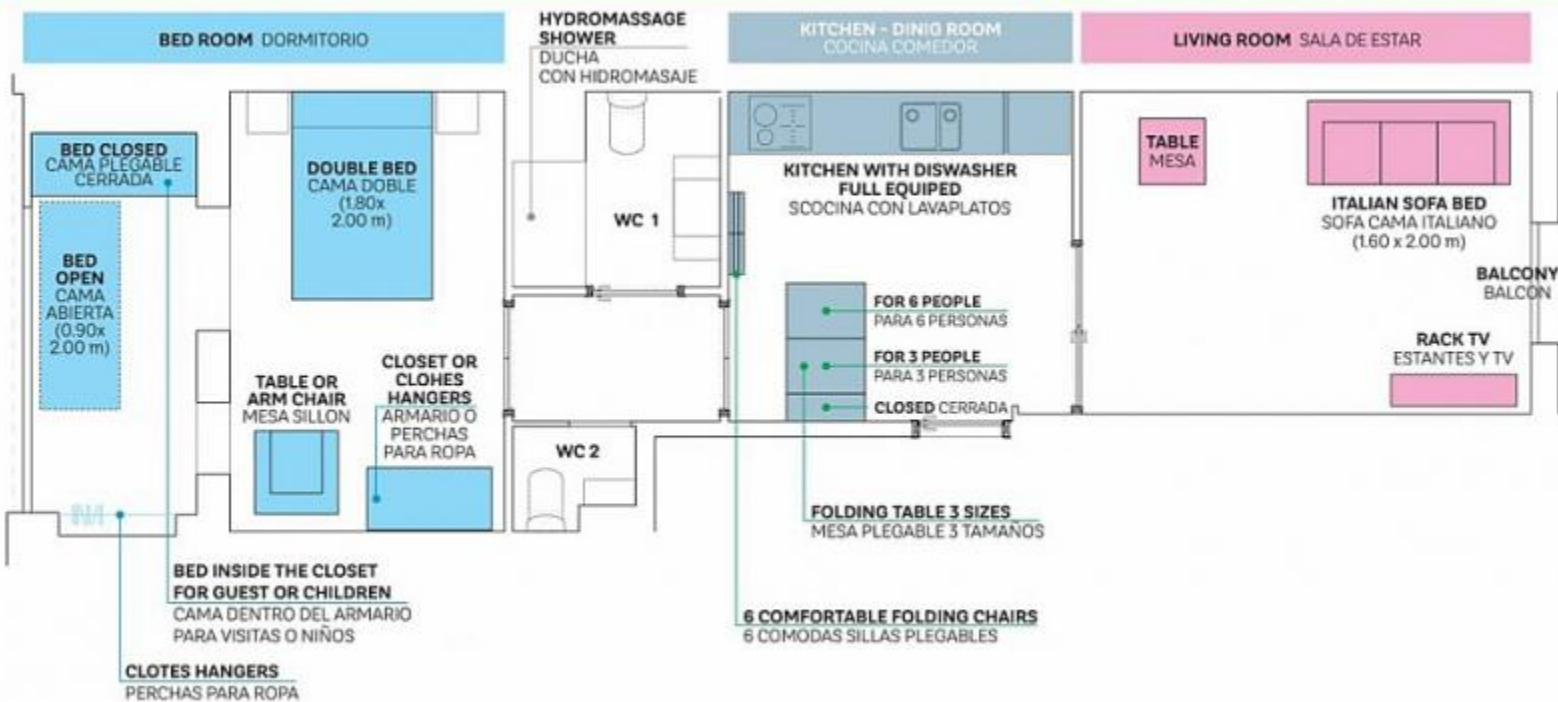 BED ROOM DORMITORIO
HYDROMASSAGE
SHOWER
DUCHA
CON HIDROMASAJE
KITCHEN - DINIG ROOM
COCINA COMEDOR
LIVING ROOM SALA DE ESTAR
BED CLOSED
CAMA PLEGABLE
CERRADA
BED
OPEN
CAMA
ABIERTA
(0.90x
2.00 m)
DOUBLE BED
CAMA DOBLE
(1.80x
2.00 m)
TABLE OR
ARM CHAIR
MESA SILLON
CLOSET OR
CLOHES
HANGERS
ARMARIO O
PERCHAS
PARA ROPA
WC 1
WC 2
KITCHEN WITH DISWASHER
FULL EQUIPED
SCOCINA CON LAVAPLATOS
FOR 6 PEOPLE
PARA 6 PERSONAS
FOR 3 PEOPLE
PARA 3 PERSONAS
CLOSED CERRADA
TABLE
MESA
ITALIAN SOFA BED
SOFA CAMA ITALIANO
(1.60 x 2.00 m)
BALCONY
BALCON
RACK TV
ESTANTES Y TV
FOLDING TABLE 3 SIZES
MESA PLEGABLE 3 TAMAÑOS
BED INSIDE THE CLOSET
FOR GUEST OR CHILDREN
CAMA DENTRO DEL ARMARIO
PARA VISITAS O NIÑOS
6 COMFORTABLE FOLDING CHAIRS
6 COMODAS SILLAS PLEGABLES
CLOTES HANGERS
PERCHAS PARA ROPA